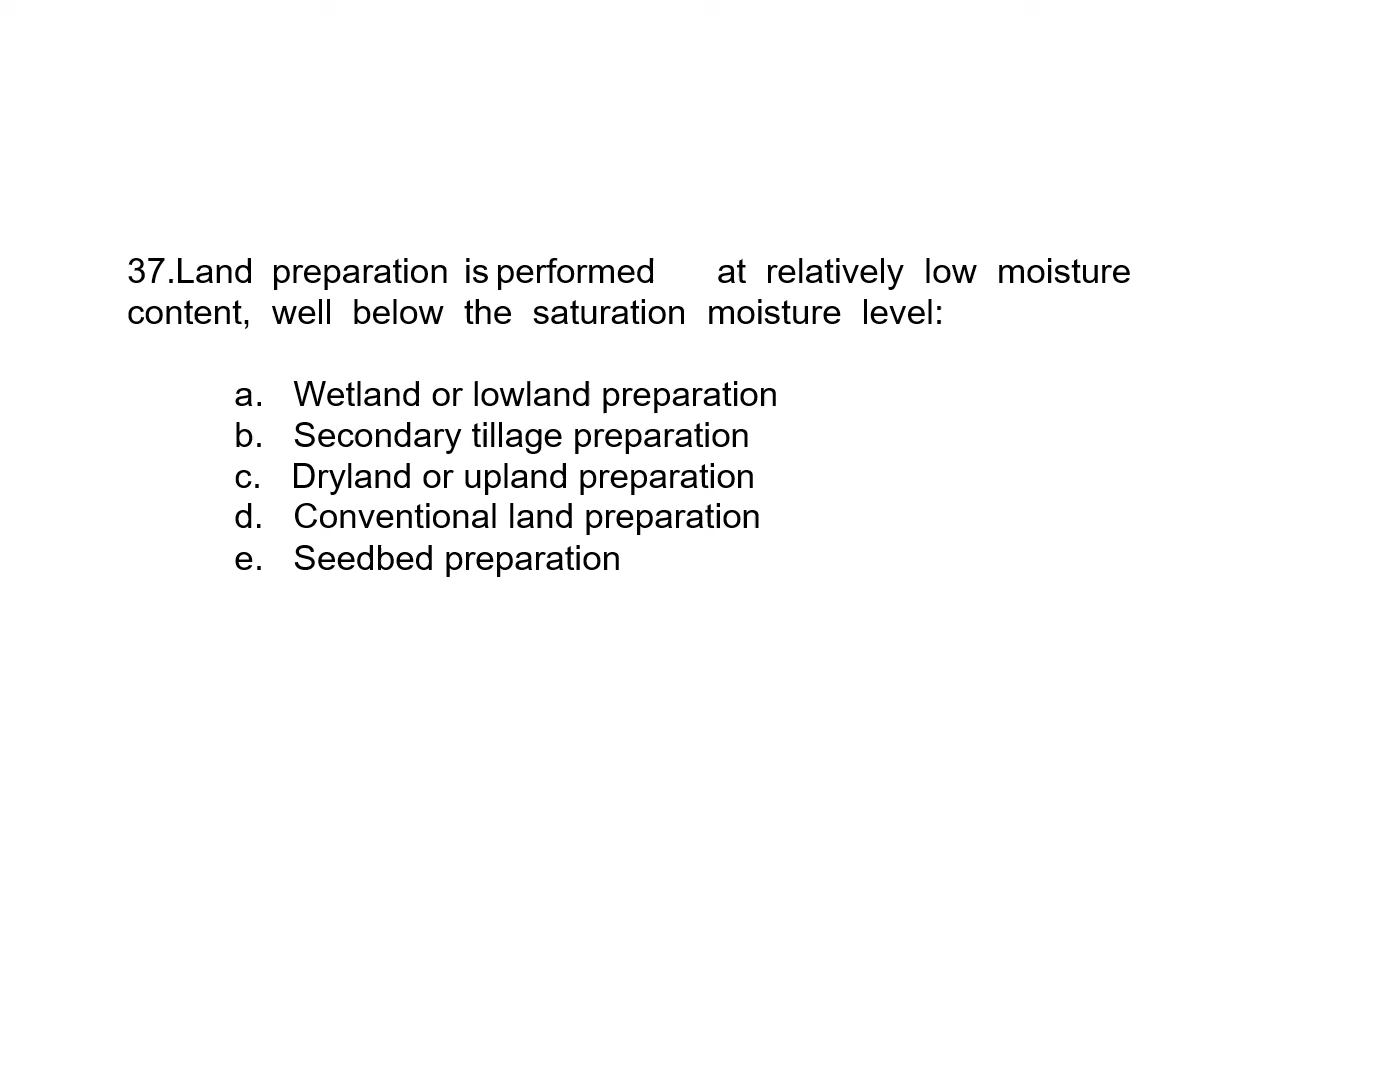 37.Land preparation is performed at relatively low moisture
content, well below the saturation moisture level:
a. Wetland or lowland preparation
b. Secondary tillage preparation
c. Dryland or upland preparation
d. Conventional land preparation
e. Seedbed preparation